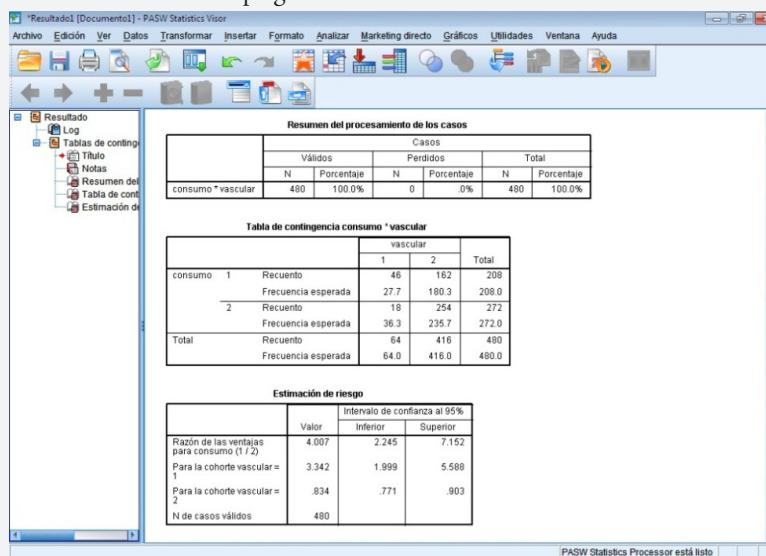 *Resultado1 [Documento1] - PASW Statistics Visor
Archivo Edición Ver Datos Transformar Insertar Formato Analizar Marketing directo Gráficos Utilidades Ventana Ayuda
Resultado
Log
Tablas de conting
Título
Notas
Resumen del
Tabla de cont
Estimación de
Resumen del procesamiento de los casos
Casos
Válidos Perdidos Total
N Porcentaje N Porcentaje N Porcentaje
consumo * vascular 480 100.0% 0 .0% 480 100.0%
Tabla de contingencia consumo * vascular
vascular
1 2 Total
consumo 1 Recuento 46 162 208
Frecuencia esperada 27.7 180.3 208.0
2 Recuento 18 254 272
Frecuencia esperada 36.3 235.7 272.0
Total Recuento 64 416 480
Frecuencia esperada 64.0 416.0 480.0
Estimación de riesgo
Intervalo de confianza al 95%
Valor Inferior Superior
Razón de las ventajas
para consumo (1 / 2) 4.007 2.245 7.152
Para la cohorte vascular =
1 3.342 1.999 5.588
Para la cohorte vascular =
2 .834 .771 .903
N de casos válidos 480
PASW Statistics Processor está listo